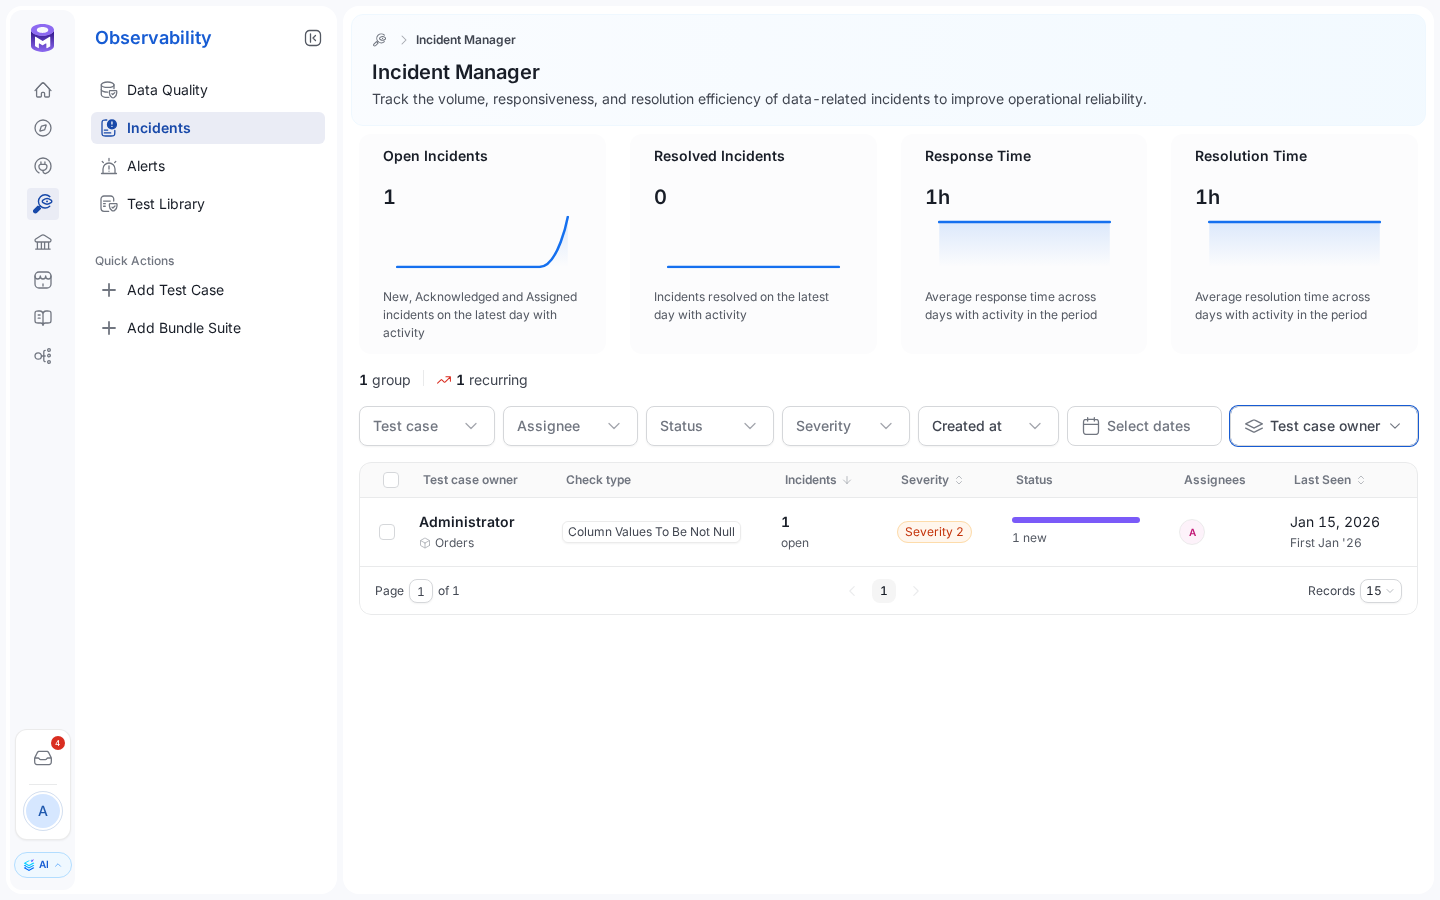 Observability
Data Quality
Incidents
Alerts
Test Library
Quick Actions
Add Test Case
Add Bundle Suite
4
A
AI
Incident Manager
Incident Manager
Track the volume, responsiveness, and resolution efficiency of data-related incidents to improve operational reliability.
Open Incidents
1
New, Acknowledged and Assigned
incidents on the latest day with
activity
Resolved Incidents
0
Incidents resolved on the latest
day with activity
Response Time
1h
Average response time across
days with activity in the period
Resolution Time
1h
Average resolution time across
days with activity in the period
1 group
1 recurring
Test case
Assignee
Status
Severity
Created at
Select dates
Test case owner
Test case owner
Check type
Incidents
Severity
Status
Assignees
Last Seen
Administrator
Orders
Column Values To Be Not Null
1
open
Severity 2
1 new
A
Jan 15, 2026
First Jan '26
Page 1 of 1
1
Records 15